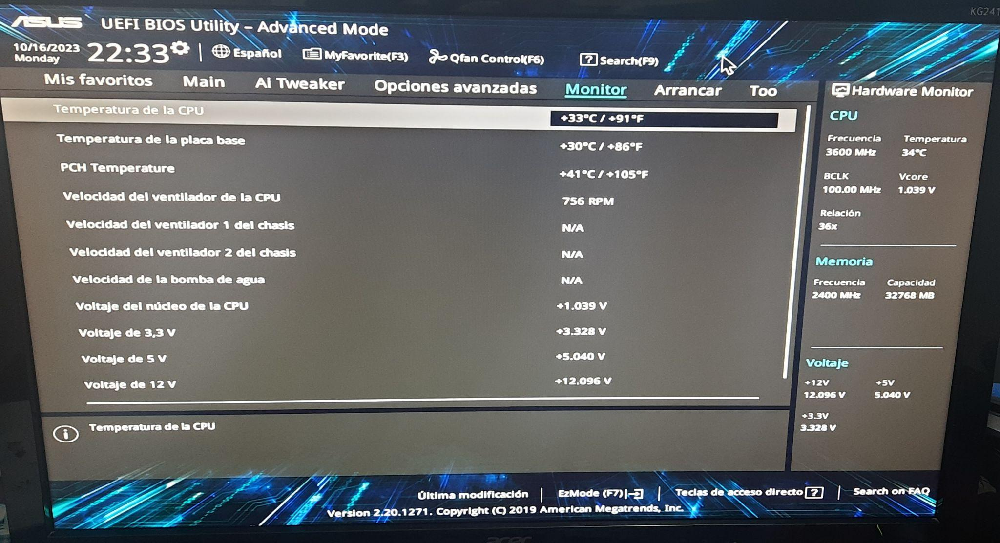 KG241
ASUS UEFI BIOS Utility – Advanced Mode
10/16/2023
Monday
22:33
Español
MyFavorite(F3)
Qfan Control(F6)
Search(F9)
Mis favoritos Main Ai Tweaker Opciones avanzadas Monitor Arrancar Too
Temperatura de la CPU +33°C / +91°F
Temperatura de la placa base +30°C / +86°F
PCH Temperature +41°C / +105°F
Velocidad del ventilador de la CPU 756 RPM
Velocidad del ventilador 1 del chasis N/A
Velocidad del ventilador 2 del chasis N/A
Velocidad de la bomba de agua N/A
Voltaje del núcleo de la CPU +1.039 V
Voltaje de 3,3 V +3.328 V
Voltaje de 5 V +5.040 V
Voltaje de 12 V +12.096 V
Temperatura de la CPU
Hardware Monitor
CPU
Frecuencia Temperatura
3600 MHz 34°C
BCLK Vcore
100.00 MHz 1.039 V
Relación
36x
Memoria
Frecuencia Capacidad
2400 MHz 32768 MB
Voltaje
+12V +5V
12.096 V 5.040 V
+3.3V
3.328 V
Última modificación | EzMode (F7) | Teclas de acceso directo ? | Search on FAQ
Version 2.20.1271. Copyright (C) 2019 American Megatrends, Inc.
acer